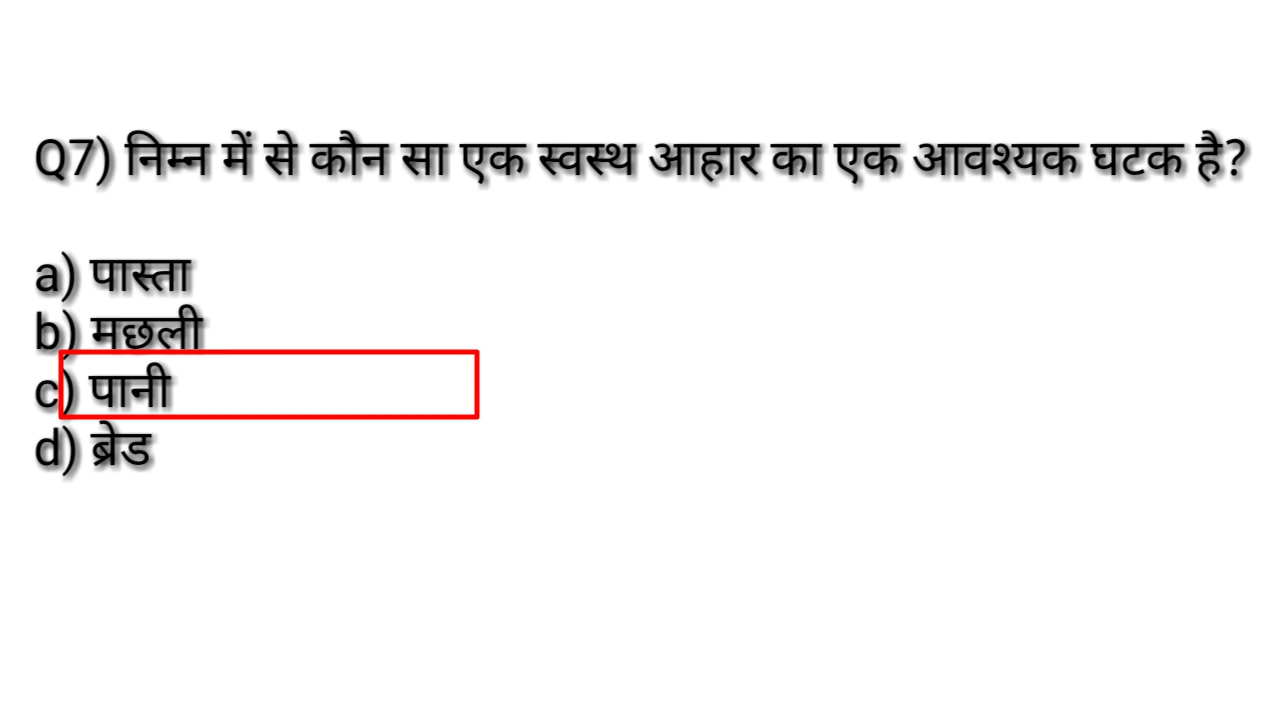 Q7) निम्न में से कौन सा एक स्वस्थ आहार का एक आवश्यक घटक है?
a) पास्ता
b) मछली
c) पानी
d) ब्रेड